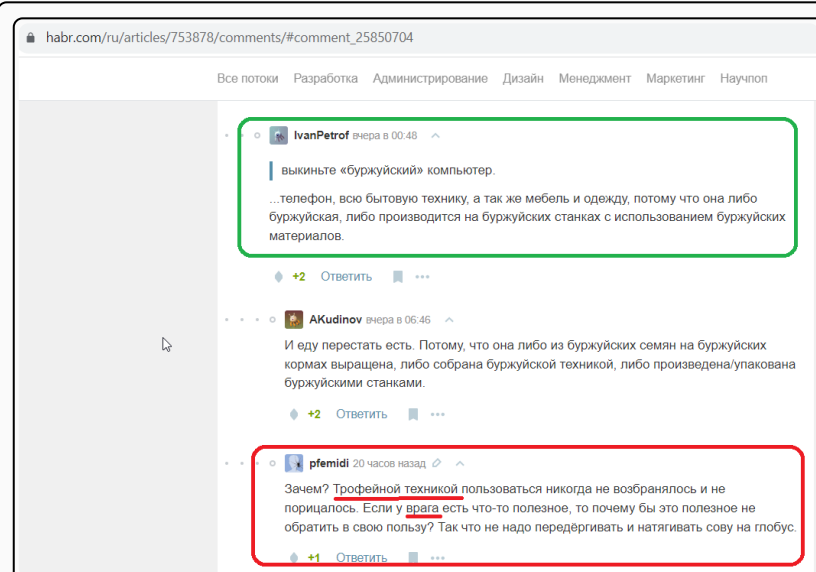 habr.com/ru/articles/753878/comments/#comment_25850704
Все потоки Разработка Администрирование Дизайн Менеджмент Маркетинг Научпоп
IvanPetrof вчера в 00:48
выкиньте «буржуйский» компьютер.
...телефон, всю бытовую технику, а так же мебель и одежду, потому что она либо
буржуйская, либо производится на буржуйских станках с использованием буржуйских
материалов.
+2 Ответить
AKudinov вчера в 06:46
И еду перестать есть. Потому, что она либо из буржуйских семян на буржуйских
кормах выращена, либо собрана буржуйской техникой, либо произведена/упакована
буржуйскими станками.
+2 Ответить
pfemidi 20 часов назад
Зачем? Трофейной техникой пользоваться никогда не возбранялось и не
порицалось. Если у врага есть что-то полезное, то почему бы это полезное не
обратить в свою пользу? Так что не надо передёргивать и натягивать сову на глобус.
+1 Ответить